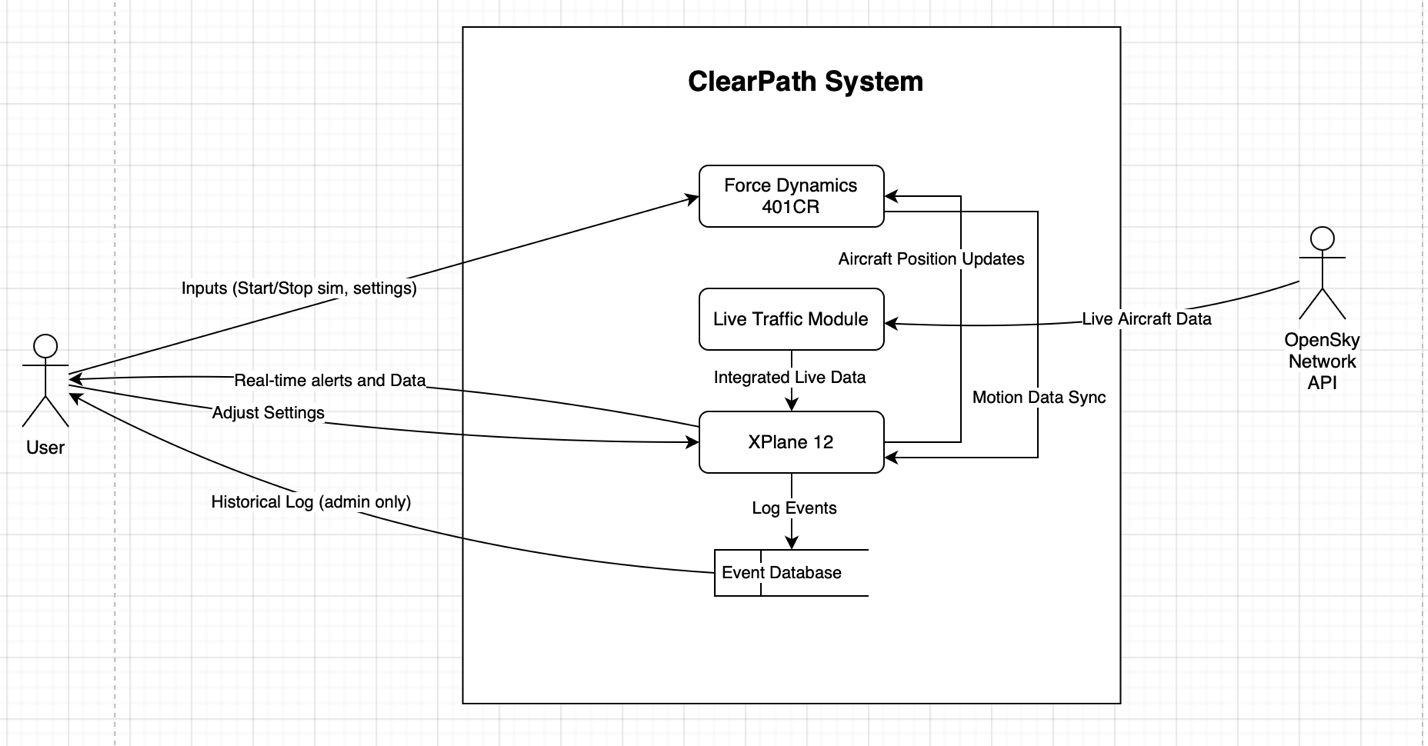 ClearPath System
Force Dynamics
401CR
Aircraft Position Updates
Inputs (Start/Stop sim, settings)
Live Traffic Module
Live Aircraft Data
OpenSky
Network
API
Real-time alerts and Data
Integrated Live Data
Adjust Settings
Motion Data Sync
User
XPlane 12
Historical Log (admin only)
Log Events
Event Database